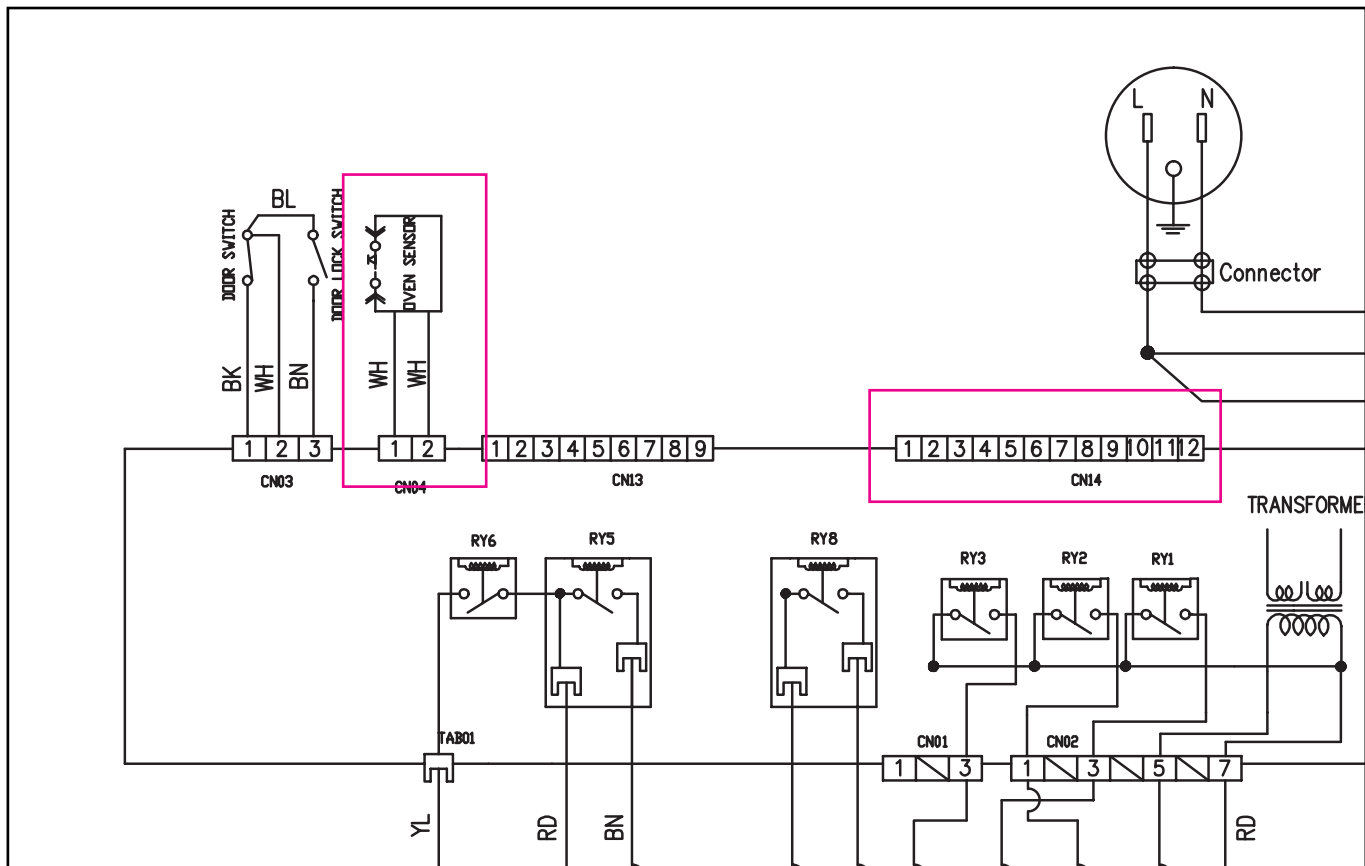 L N
Connector
BL
DOOR SWITCH
DOOR LOCK SWITCH
OVEN SENSOR
BK WH BN WH WH
1 2 3
CN03
1 2
CN04
1 2 3 4 5 6 7 8 9
CN13
1 2 3 4 5 6 7 8 9 10 11 12
CN14
TRANSFORME
RY6 RY5 RY8 RY3 RY2 RY1
TAB01
CN01
1 3
CN02
1 3 5 7
YL RD BN RD